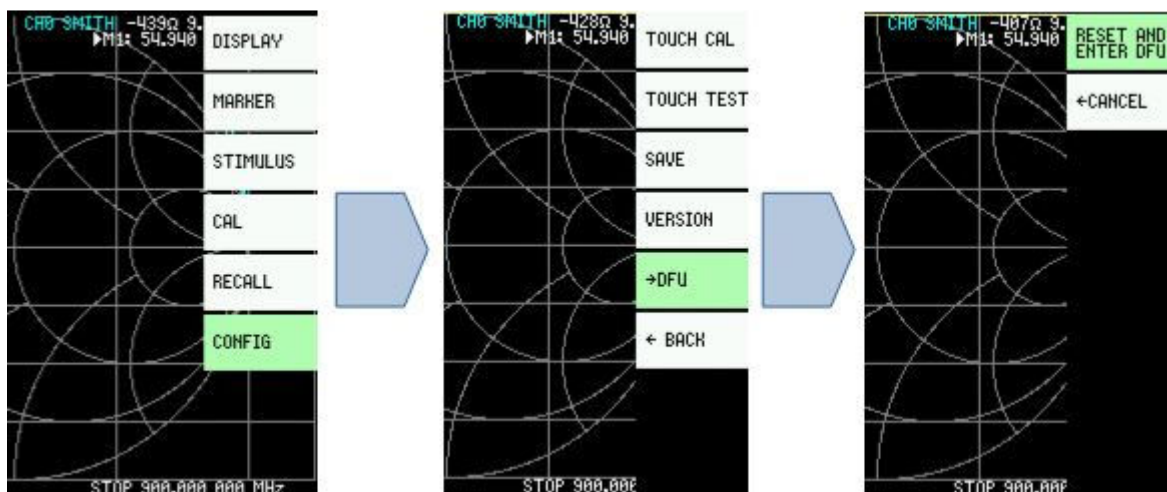 CH0 SMITH -439Ω 9.
▶M1: 54.940
DISPLAY
MARKER
STIMULUS
CAL
RECALL
CONFIG
STOP 900.000 000 MHz
CH0 SMITH -428Ω 9.
▶M1: 54.940
TOUCH CAL
TOUCH TEST
SAVE
VERSION
→DFU
← BACK
STOP 900.000
CH0 SMITH -407Ω 9.
▶M1: 54.940
RESET AND
ENTER DFU
←CANCEL
STOP 900.000